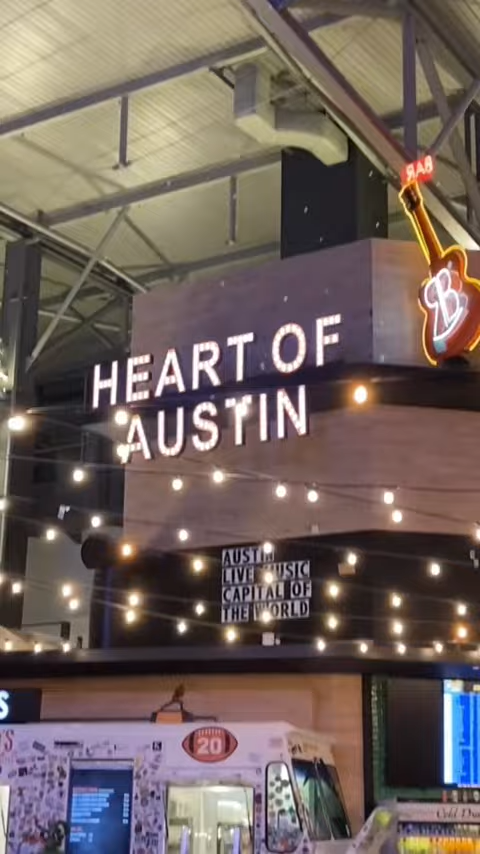 BAR
B
HEART OF
AUSTIN
AUSTIN
LIVE MUSIC
CAPITAL OF
THE WORLD
20